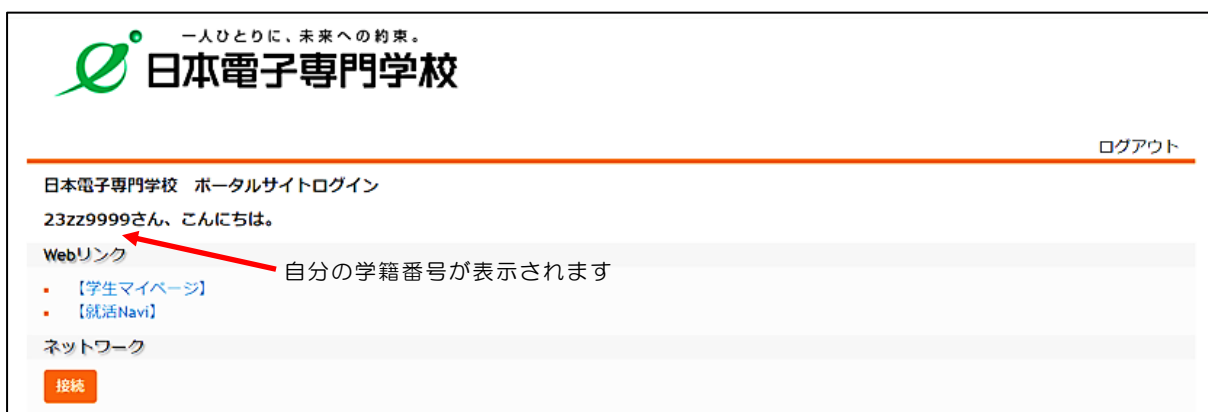 一人ひとりに、未来への約束。
日本電子専門学校
ログアウト
日本電子専門学校 ポータルサイトログイン
23zz9999さん、こんにちは。
Webリンク
自分の学籍番号が表示されます
【学生マイページ】
【就活Navi】
ネットワーク
接続